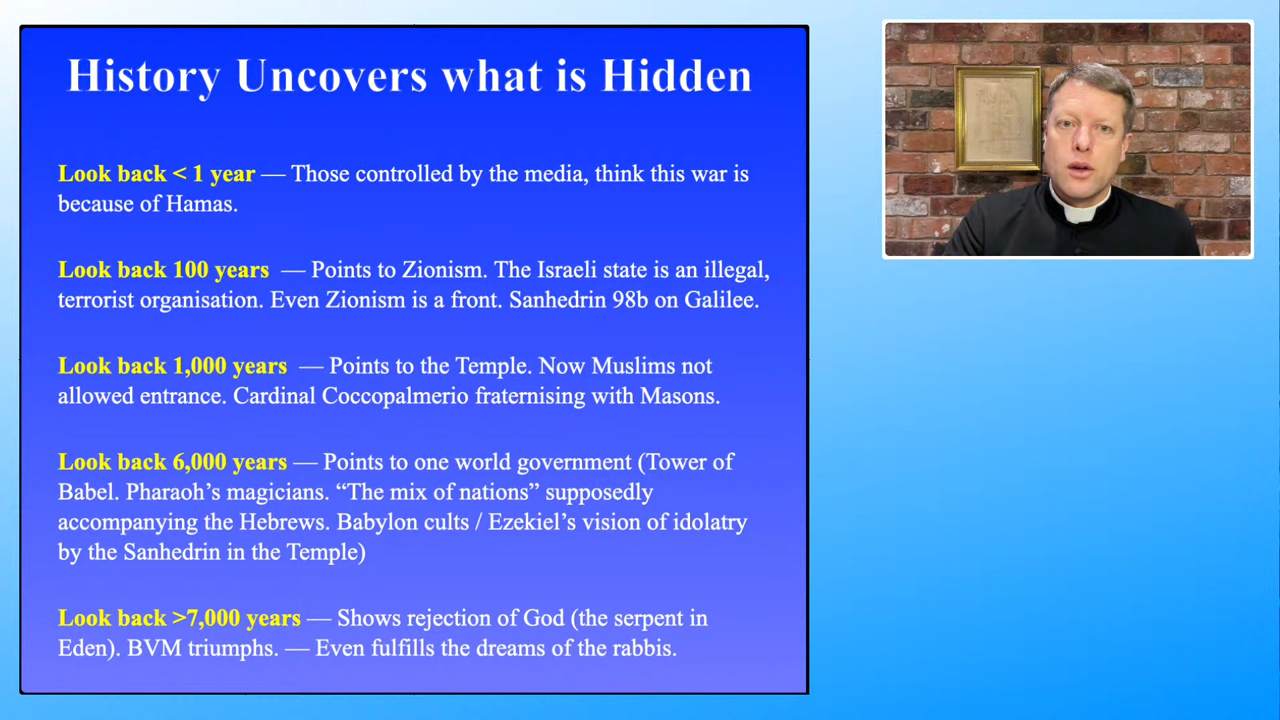 History Uncovers what is Hidden
Look back < 1 year — Those controlled by the media, think this war is
because of Hamas.
Look back 100 years — Points to Zionism. The Israeli state is an illegal,
terrorist organisation. Even Zionism is a front. Sanhedrin 98b on Galilee.
Look back 1,000 years — Points to the Temple. Now Muslims not
allowed entrance. Cardinal Coccopalmerio fraternising with Masons.
Look back 6,000 years — Points to one world government (Tower of
Babel. Pharaoh’s magicians. “The mix of nations” supposedly
accompanying the Hebrews. Babylon cults / Ezekiel’s vision of idolatry
by the Sanhedrin in the Temple)
Look back >7,000 years — Shows rejection of God (the serpent in
Eden). BVM triumphs. — Even fulfills the dreams of the rabbis.